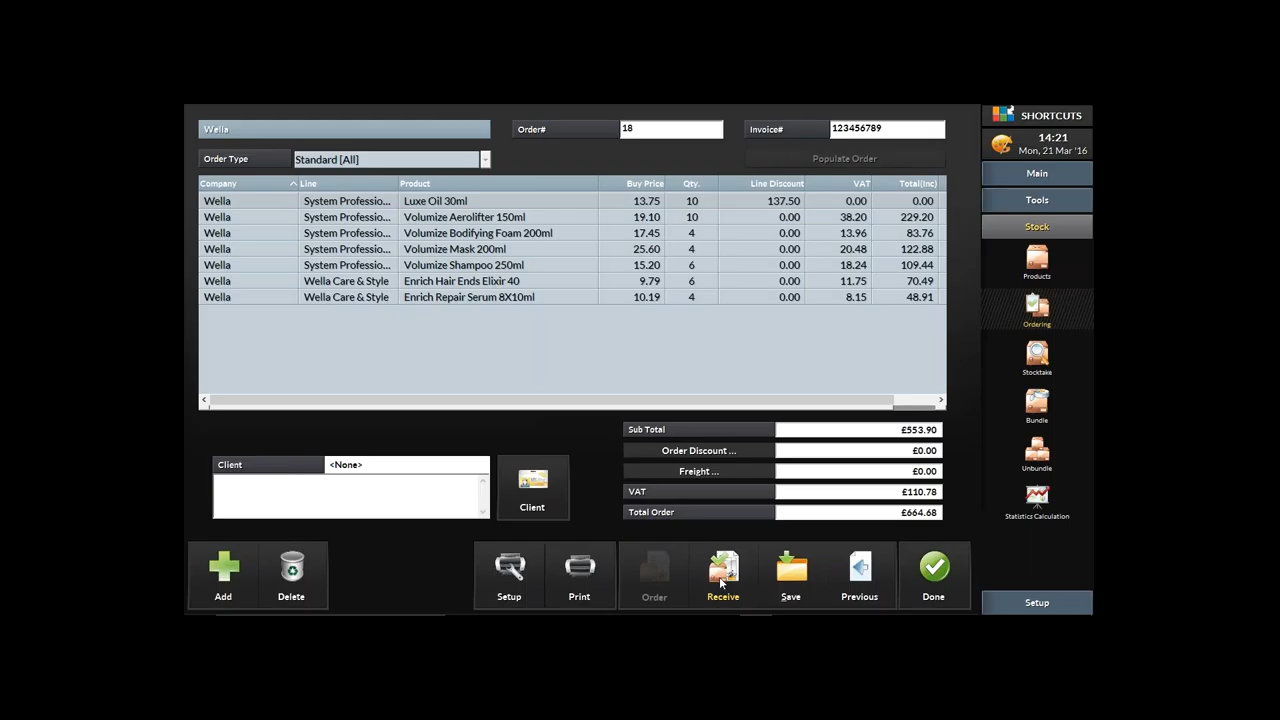 SHORTCUTS
Wella Order# 18 Invoice# 123456789
14:21
Mon, 21 Mar '16
Order Type Standard [All] Populate Order
Main
Company Line Product Buy Price Qty. Line Discount VAT Total(Inc)
Wella System Professio... Luxe Oil 30ml 13.75 10 137.50 0.00 0.00
Wella System Professio... Volumize Aerolifter 150ml 19.10 10 0.00 38.20 229.20
Wella System Professio... Volumize Bodifying Foam 200ml 17.45 4 0.00 13.96 83.76
Wella System Professio... Volumize Mask 200ml 25.60 4 0.00 20.48 122.88
Wella System Professio... Volumize Shampoo 250ml 15.20 6 0.00 18.24 109.44
Wella Wella Care & Style Enrich Hair Ends Elixir 40 9.79 6 0.00 11.75 70.49
Wella Wella Care & Style Enrich Repair Serum 8X10ml 10.19 4 0.00 8.15 48.91
Tools
Stock
Products
Ordering
Stocktake
Bundle
Unbundle
Statistics Calculation
Sub Total £553.90
Order Discount ... £0.00
Freight ... £0.00
VAT £110.78
Total Order £664.68
Client <None>
Client
Add Delete Setup Print Order Receive Save Previous Done
Setup